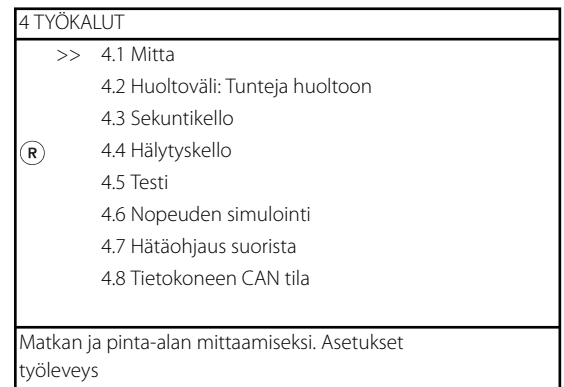 4 TYÖKALUT
>> 4.1 Mitta
4.2 Huoltoväli: Tunteja huoltoon
4.3 Sekuntikello
R 4.4 Hälytyskello
4.5 Testi
4.6 Nopeuden simulointi
4.7 Hätäohjaus suorista
4.8 Tietokoneen CAN tila
Matkan ja pinta-alan mittaamiseksi. Asetukset
työleveys